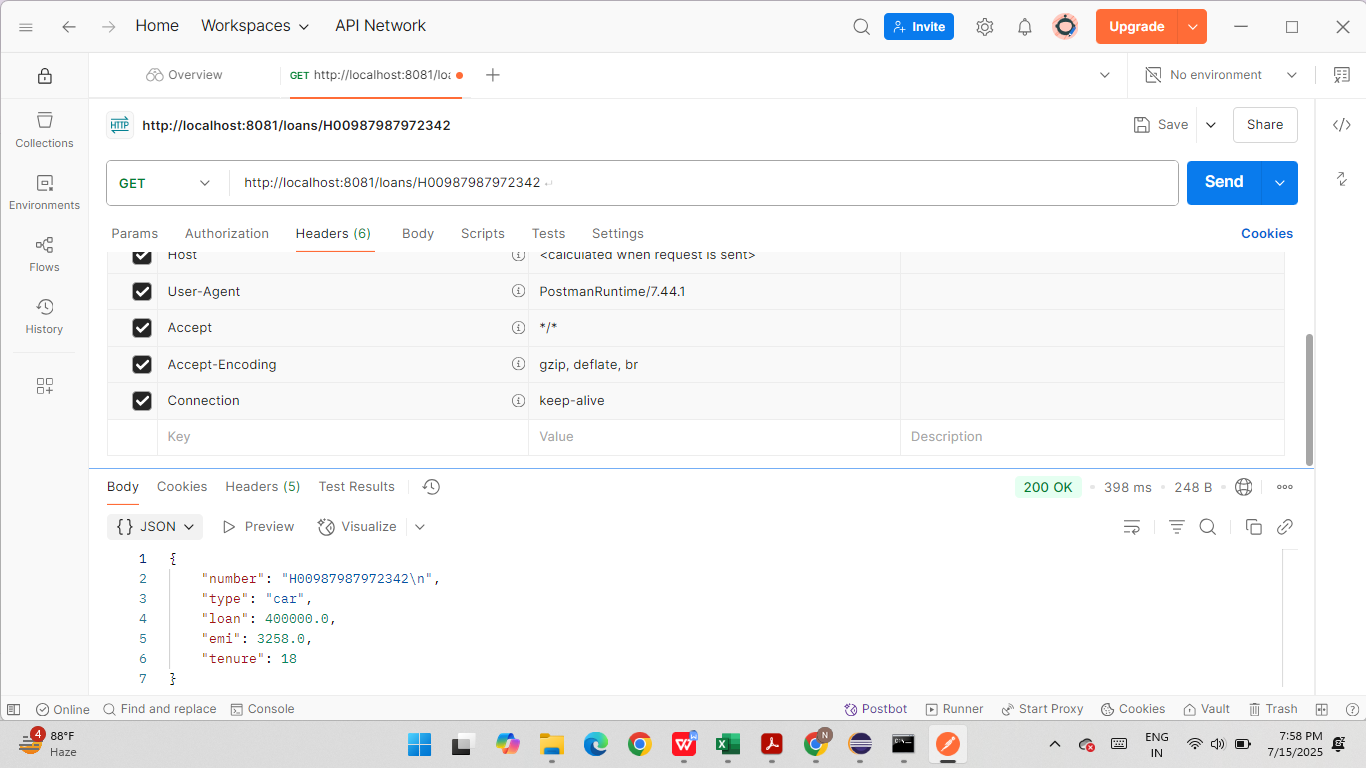 Home Workspaces API Network Invite Upgrade
Overview GET http://localhost:8081/loa No environment
HTTP http://localhost:8081/loans/H00987987972342 Save Share
Collections
GET http://localhost:8081/loans/H00987987972342 Send
Environments
Params Authorization Headers (6) Body Scripts Tests Settings Cookies
Flows
History
Host <calculated when request is sent>
User-Agent PostmanRuntime/7.44.1
Accept */*
Accept-Encoding gzip, deflate, br
Connection keep-alive
Key Value Description
Body Cookies Headers (5) Test Results 200 OK 398 ms 248 B
{} JSON Preview Visualize
1 {
2 "number": "H00987987972342\n",
3 "type": "car",
4 "loan": 400000.0,
5 "emi": 3258.0,
6 "tenure": 18
7 }
Online Find and replace Console Postbot Runner Start Proxy Cookies Vault Trash
4 88°F
Haze
N
ENG
IN
7:58 PM
7/15/2025